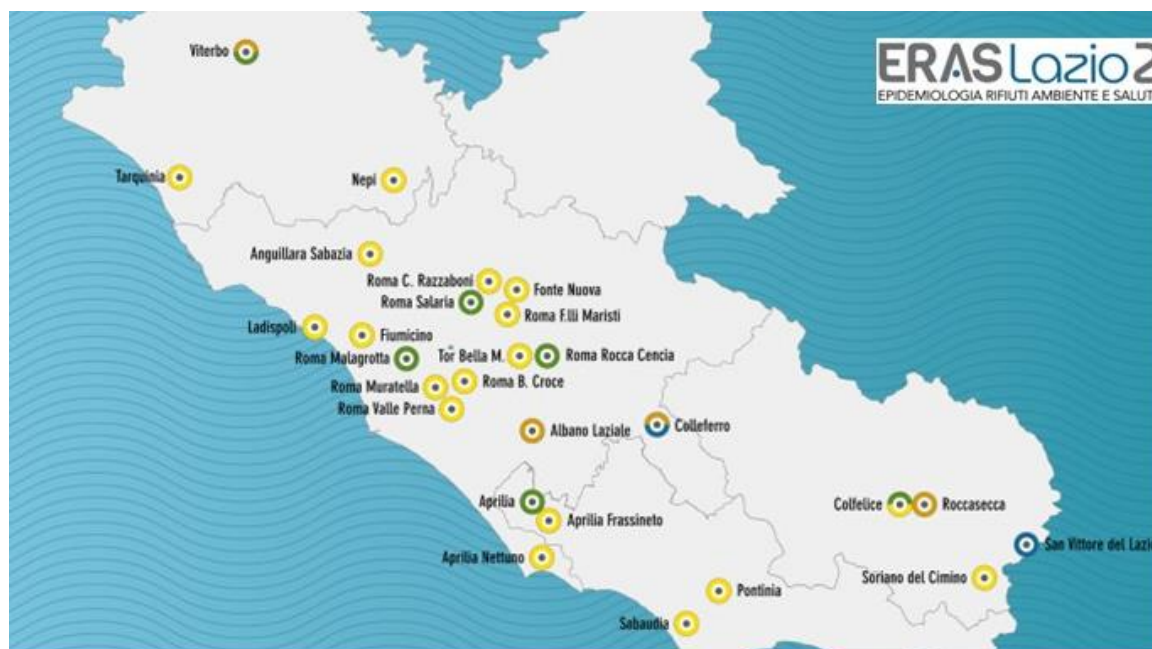 ERAS Lazio 2
EPIDEMIOLOGIA RIFIUTI AMBIENTE E SALUT
Viterbo
Tarquinia
Nepi
Anguillara Sabazia
Roma C. Razzaboni
Fonte Nuova
Roma Salaria
Roma F.lli Maristi
Ladispoli
Fiumicino
Roma Malagrotta
Tor Bella M.
Roma Rocca Cencia
Roma Muratella
Roma B. Croce
Roma Valle Perna
Albano Laziale
Colleferro
Aprilia
Colfelice
Roccasecca
Aprilia Frassineto
San Vittore del Lazi
Aprilia Nettuno
Soriano del Cimino
Pontinia
Sabaudia